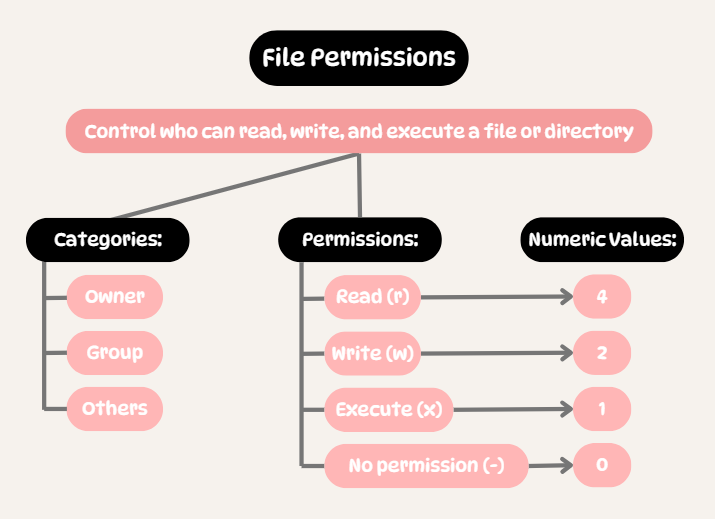 File Permissions
Control who can read, write, and execute a file or directory
Categories:
Owner
Group
Others
Permissions:
Read (r)
Write (w)
Execute (x)
No permission (-)
Numeric Values:
4
2
1
0